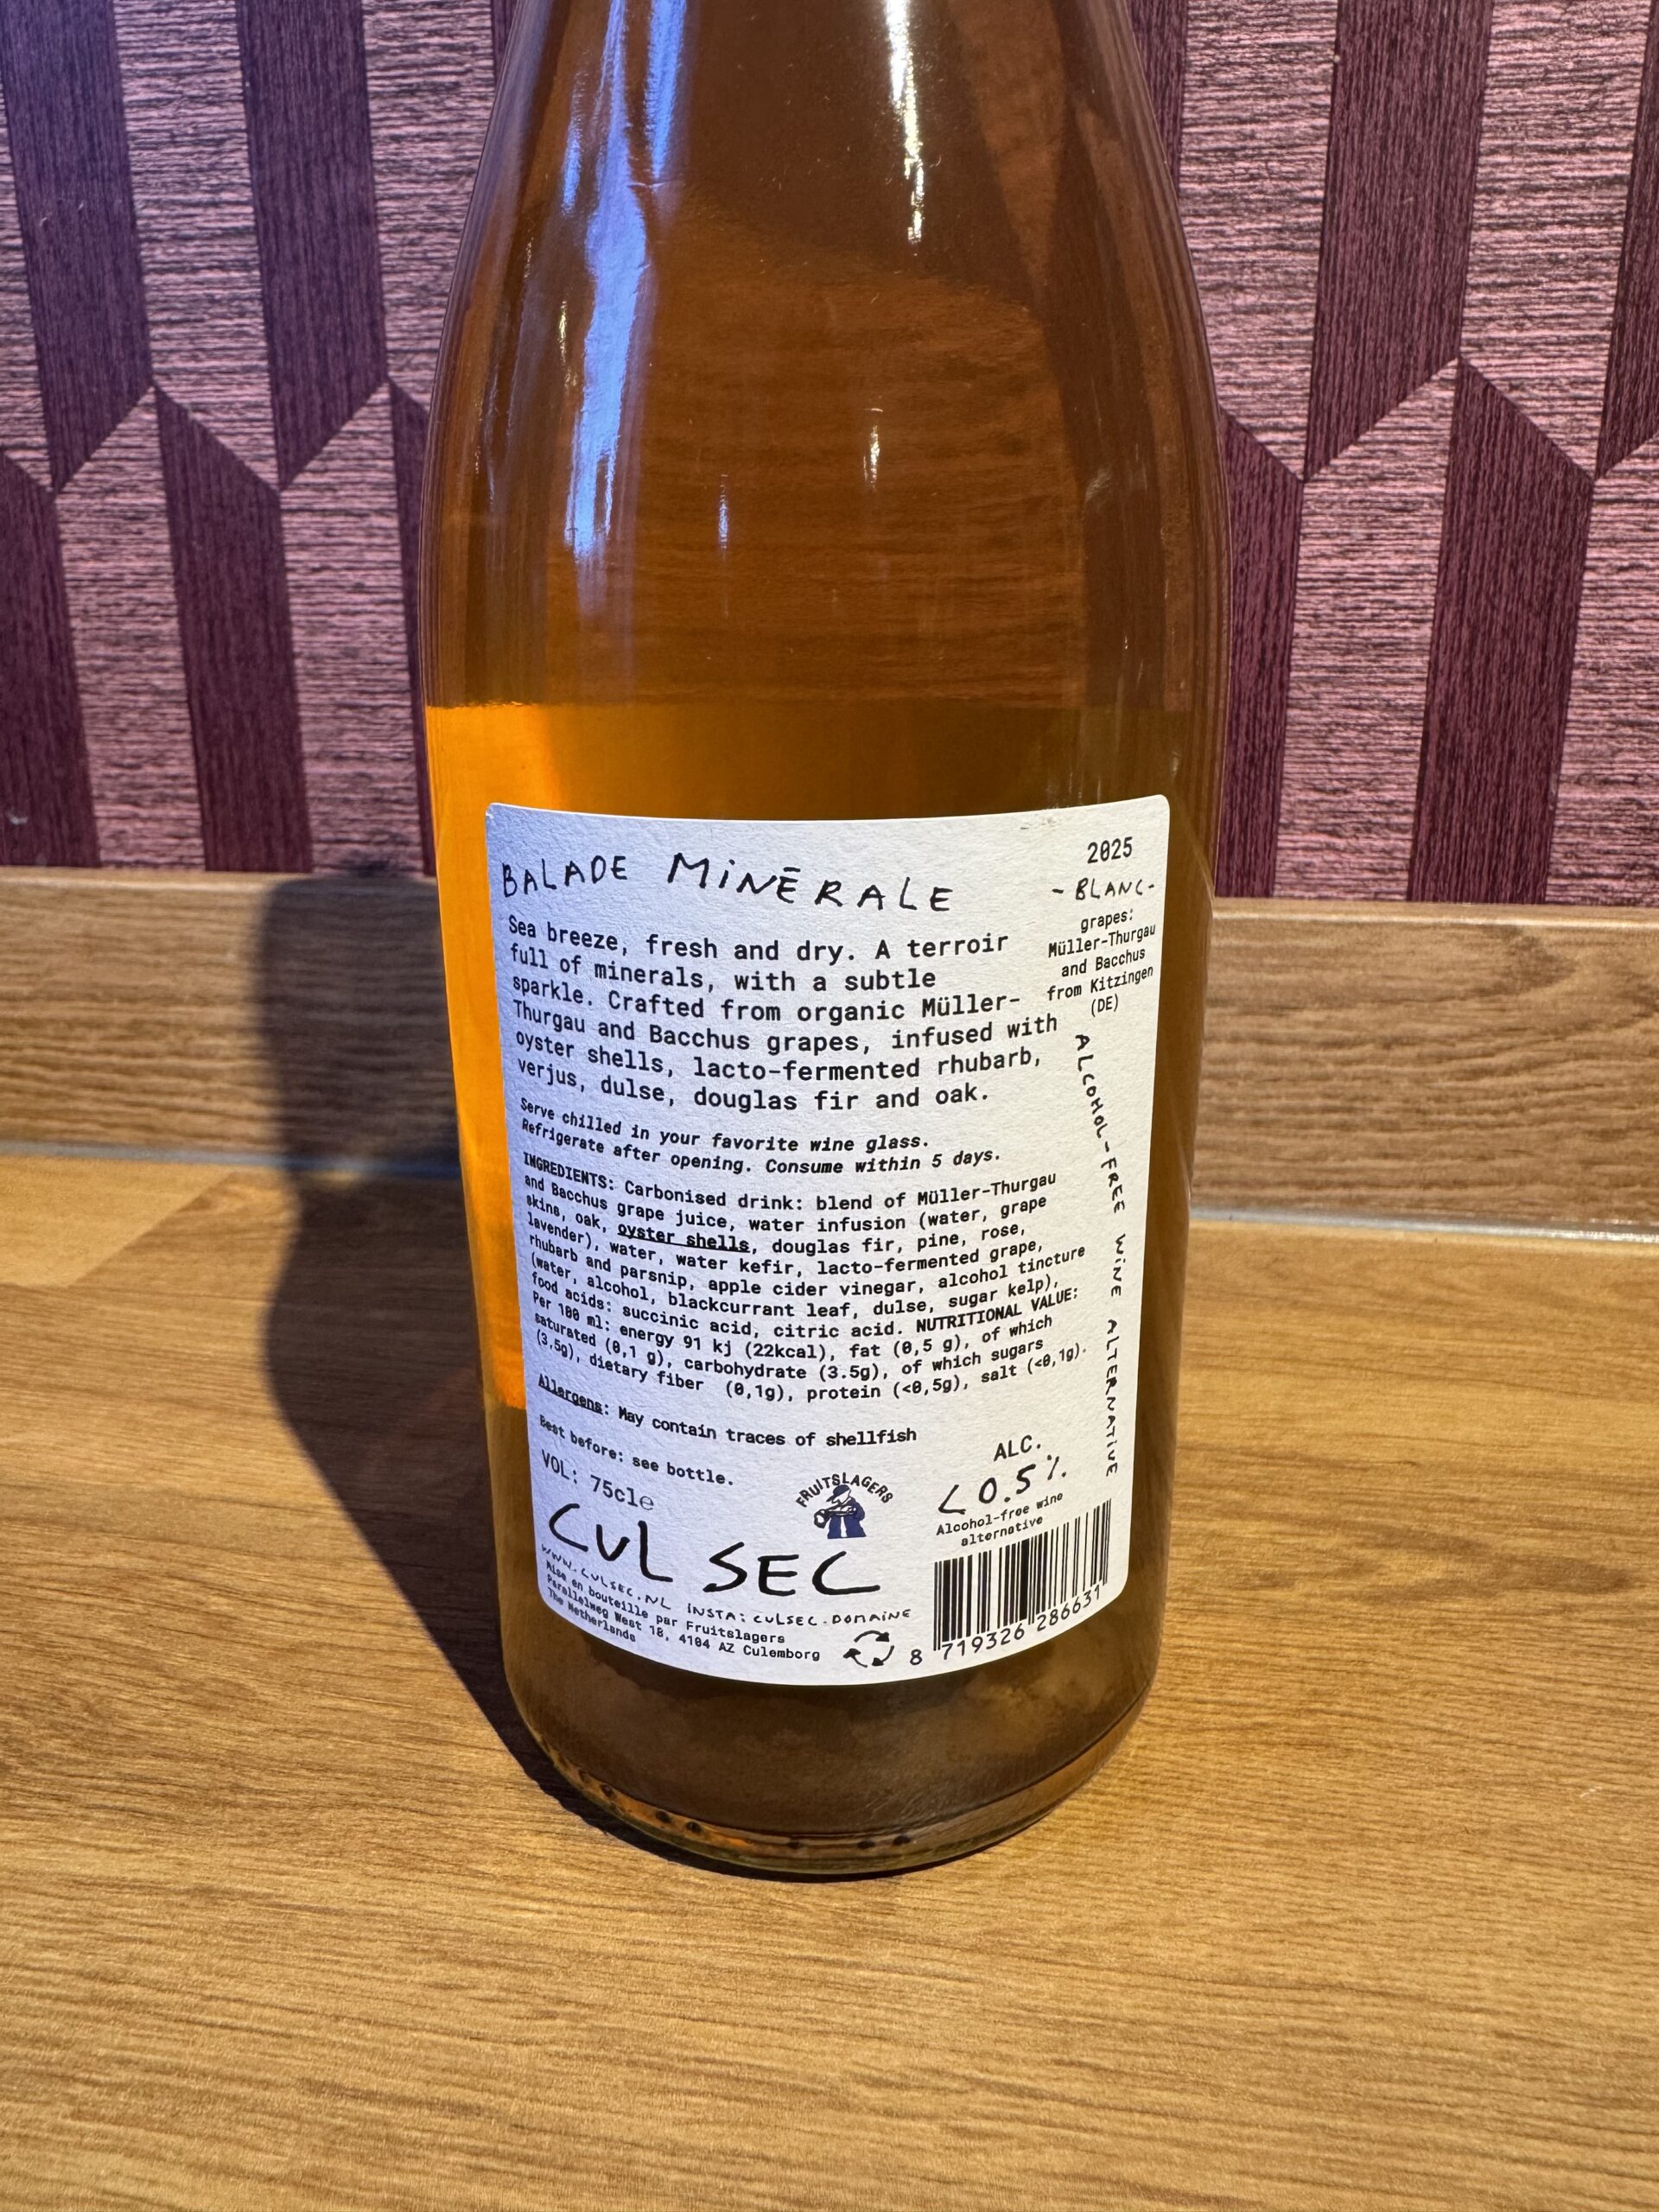 BALADE MINĒRALE
Sea breeze, fresh and dry. A terroir
full of minerals, with a subtle
sparkle. Crafted from organic Müller-
Thurgau and Bacchus grapes, infused with
oyster shells, lacto-fermented rhubarb,
verjus, dulse, douglas fir and oak.
Serve chilled in your favorite wine glass.
Refrigerate after opening. Consume within 5 days.
INGREDIENTS: Carbonised drink: blend of Müller-Thurgau
and Bacchus grape juice, water infusion (water, grape
skins, oak, oyster shells, douglas fir, pine, rose,
lavender), water, water kefir, lacto-fermented grape,
rhubarb and parsnip, apple cider vinegar, alcohol tincture
(water, alcohol, blackcurrant leaf, dulse, sugar kelp),
food acids: succinic acid, citric acid. NUTRITIONAL VALUE:
Per 100 ml: energy 91 kj (22kcal), fat (0,5 g), of which
saturated (0,1 g), carbohydrate (3.5g), of which sugars
(3,5g), dietary fiber (0,1g), protein (<0,5g), salt (<0,1g).
Allergens: May contain traces of shellfish
Best before: see bottle.
VOL: 75cl℮
FRUITSLAGERS
CUL SEC
WWW.CULSEC.NL INSTA: CULSEC.DOMAINE
Mise en bouteille par Fruitslagers
Parallelweg West 18, 4104 AZ Culemborg
The Netherlands
2025
- BLANC-
grapes:
Müller-Thurgau
and Bacchus
from Kitzingen
(DE)
ALCOHOL-FREE WINE ALTERNATIVE
ALC.
<0.5%
Alcohol-free wine
alternative
8 719326 286631